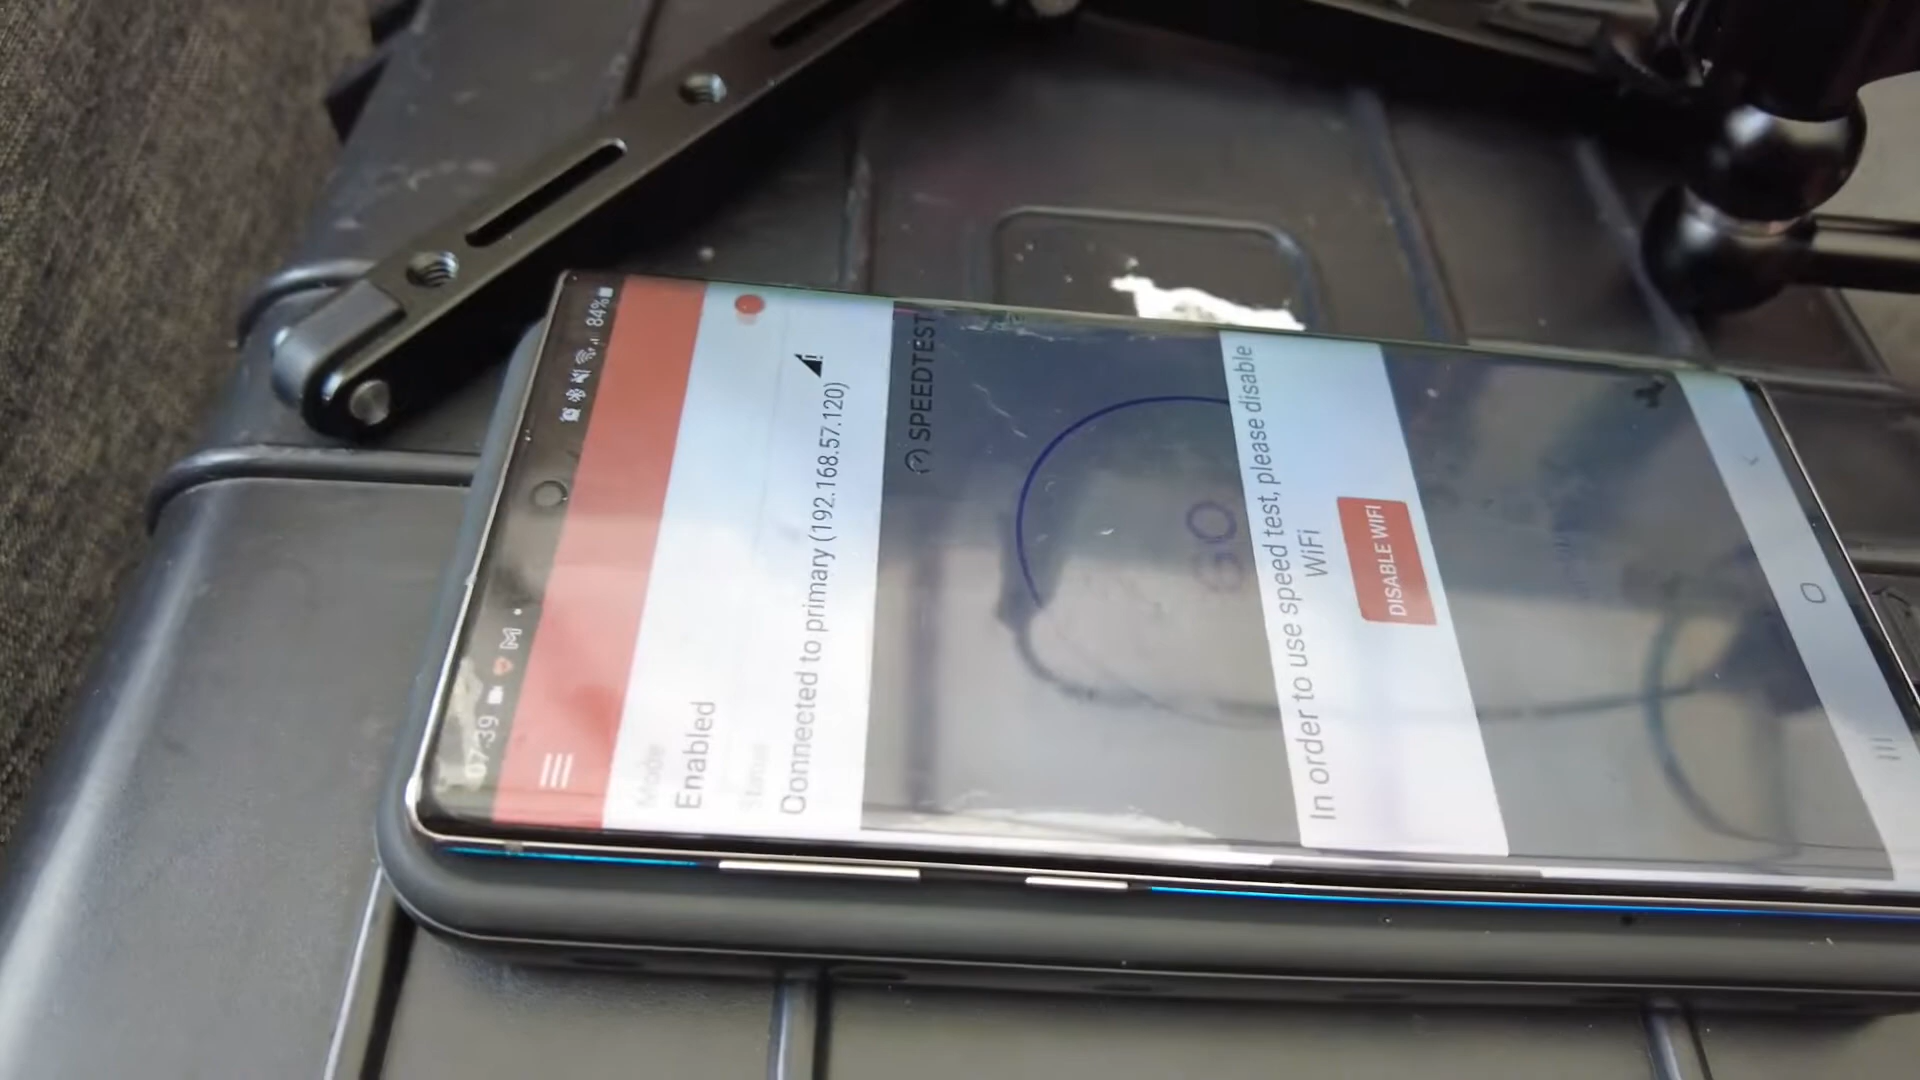 07:39
84%
Mode
Enabled
Status
Connected to primary (192.168.57.120)
SPEEDTEST
GO
In order to use speed test, please disable
WiFi
DISABLE WIFI